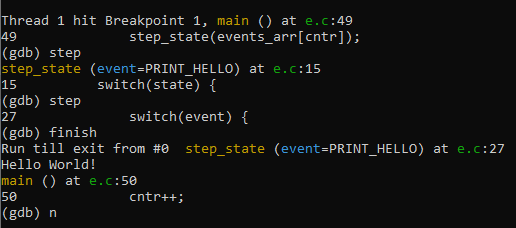 Thread 1 hit Breakpoint 1, main () at e.c:49
49              step_state(events_arr[cntr]);
(gdb) step
step_state (event=PRINT_HELLO) at e.c:15
15          switch(state) {
(gdb) step
27              switch(event) {
(gdb) finish
Run till exit from #0  step_state (event=PRINT_HELLO) at e.c:27
Hello World!
main () at e.c:50
50              cntr++;
(gdb) n